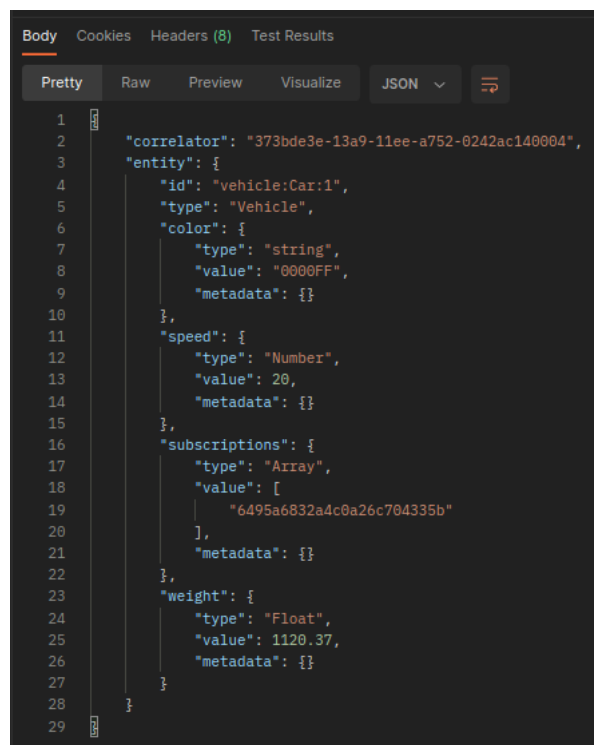 Body Cookies Headers (8) Test Results
Pretty Raw Preview Visualize JSON
1 {
2 "correlator": "373bde3e-13a9-11ee-a752-0242ac140004",
3 "entity": {
4 "id": "vehicle:Car:1",
5 "type": "Vehicle",
6 "color": {
7 "type": "string",
8 "value": "0000FF",
9 "metadata": {}
10 },
11 "speed": {
12 "type": "Number",
13 "value": 20,
14 "metadata": {}
15 },
16 "subscriptions": {
17 "type": "Array",
18 "value": [
19 "6495a6832a4c0a26c704335b"
20 ],
21 "metadata": {}
22 },
23 "weight": {
24 "type": "Float",
25 "value": 1120.37,
26 "metadata": {}
27 }
28 }
29 }